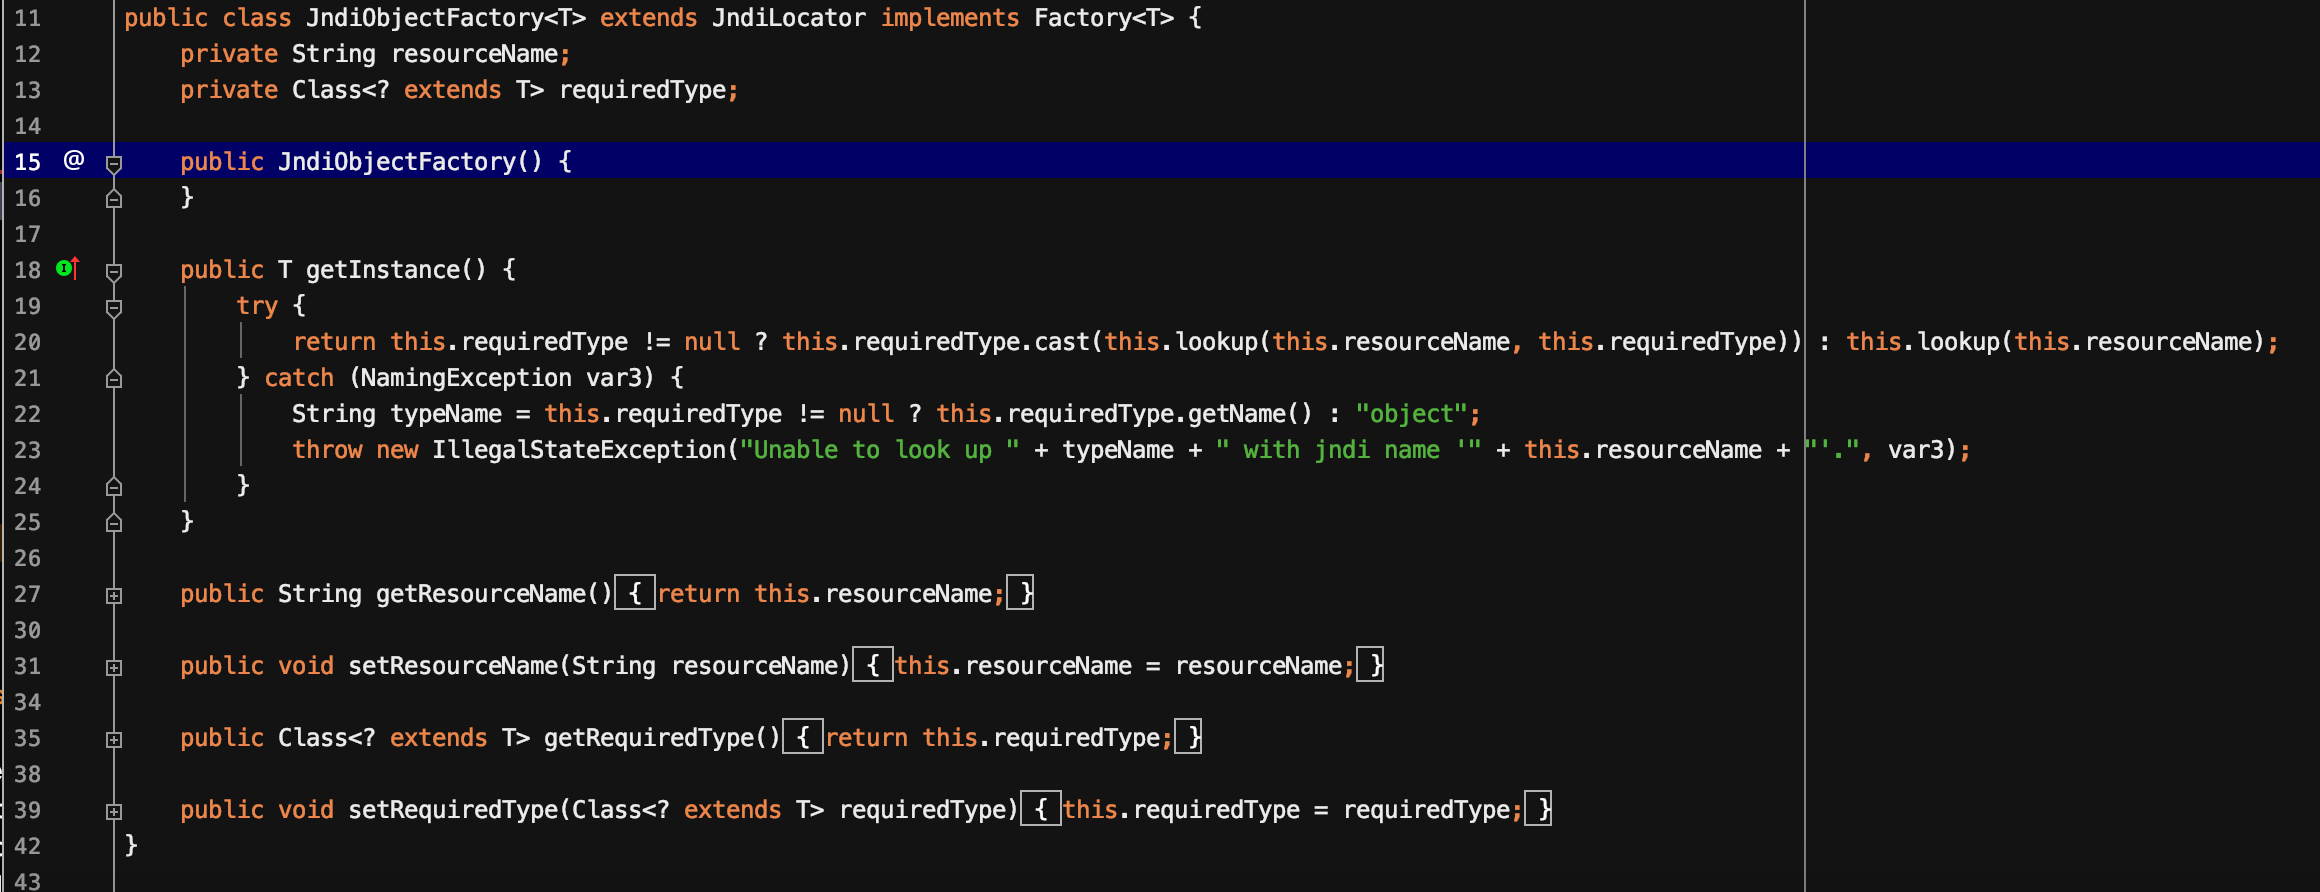 11 public class JndiObjectFactory<T> extends JndiLocator implements Factory<T> {
12 private String resourceName;
13 private Class<? extends T> requiredType;
14
15 @ public JndiObjectFactory() {
16 }
17
18 public T getInstance() {
19 try {
20 return this.requiredType != null ? this.requiredType.cast(this.lookup(this.resourceName, this.requiredType)) : this.lookup(this.resourceName);
21 } catch (NamingException var3) {
22 String typeName = this.requiredType != null ? this.requiredType.getName() : "object";
23 throw new IllegalStateException("Unable to look up " + typeName + " with jndi name '" + this.resourceName + "'.", var3);
24 }
25 }
26
27 public String getResourceName() { return this.resourceName; }
30
31 public void setResourceName(String resourceName) { this.resourceName = resourceName; }
34
35 public Class<? extends T> getRequiredType() { return this.requiredType; }
38
39 public void setRequiredType(Class<? extends T> requiredType) { this.requiredType = requiredType; }
42 }
43